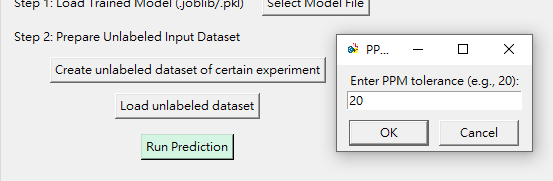 Step 1: Load Trained Model (.joblib/.pkl)
Select Model File
Step 2: Prepare Unlabeled Input Dataset
Create unlabeled dataset of certain experiment
Load unlabeled dataset
Run Prediction
PP...
Enter PPM tolerance (e.g., 20):
20
OK
Cancel